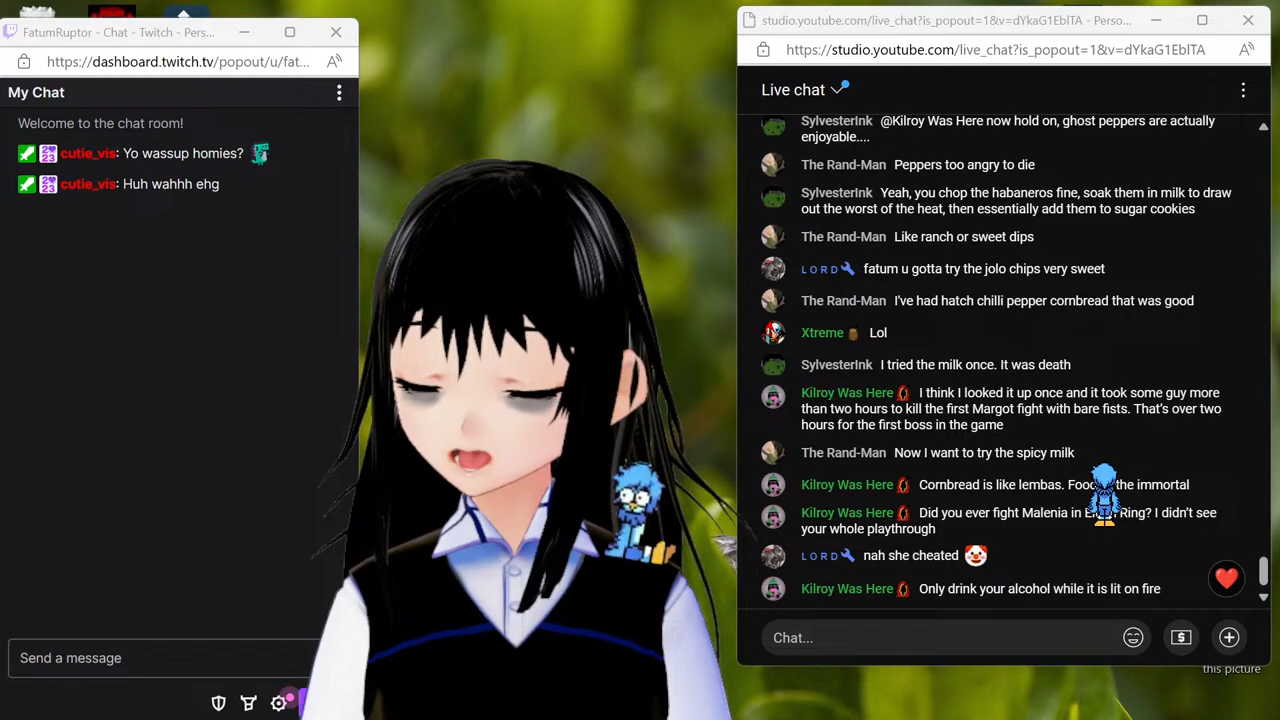 FatumRuptor - Chat - Twitch - Pers...
https://dashboard.twitch.tv/popout/u/fat...
My Chat
Welcome to the chat room!
cutie_vis: Yo wassup homies?
cutie_vis: Huh wahhh ehg
Send a message
studio.youtube.com/live_chat?is_popout=1&v=dYkaG1EblTA - Perso...
https://studio.youtube.com/live_chat?is_popout=1&v=dYkaG1EblTA
Live chat
SylvesterInk @Kilroy Was Here now hold on, ghost peppers are actually
enjoyable....
The Rand-Man Peppers too angry to die
SylvesterInk Yeah, you chop the habaneros fine, soak them in milk to draw
out the worst of the heat, then essentially add them to sugar cookies
The Rand-Man Like ranch or sweet dips
L O R D fatum u gotta try the jolo chips very sweet
The Rand-Man I've had hatch chilli pepper cornbread that was good
Xtreme Lol
SylvesterInk I tried the milk once. It was death
Kilroy Was Here I think I looked it up once and it took some guy more
than two hours to kill the first Margot fight with bare fists. That's over two
hours for the first boss in the game
The Rand-Man Now I want to try the spicy milk
Kilroy Was Here Cornbread is like lembas. Food the immortal
Kilroy Was Here Did you ever fight Malenia in Ring? I didn't see
your whole playthrough
L O R D nah she cheated
Kilroy Was Here Only drink your alcohol while it is lit on fire
Chat...
this picture